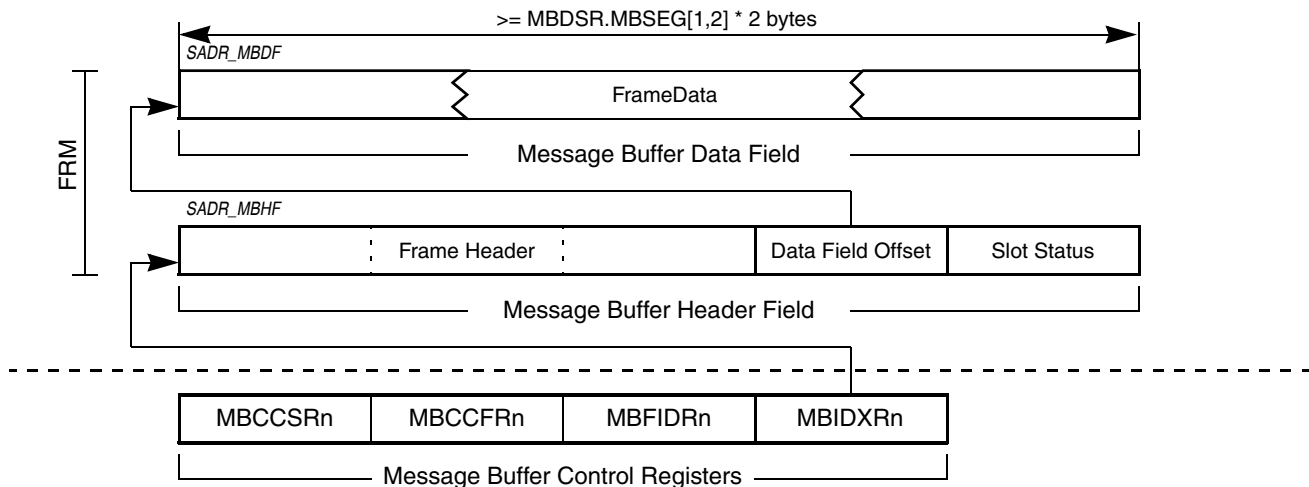 >= MBDSR.MBSEG[1,2] * 2 bytes
SADR_MBDF
FrameData
Message Buffer Data Field
FRM
SADR_MBHF
Frame Header Data Field Offset Slot Status
Message Buffer Header Field
MBCCSRn MBCCFRn MBFIDRn MBIDXRn
Message Buffer Control Registers